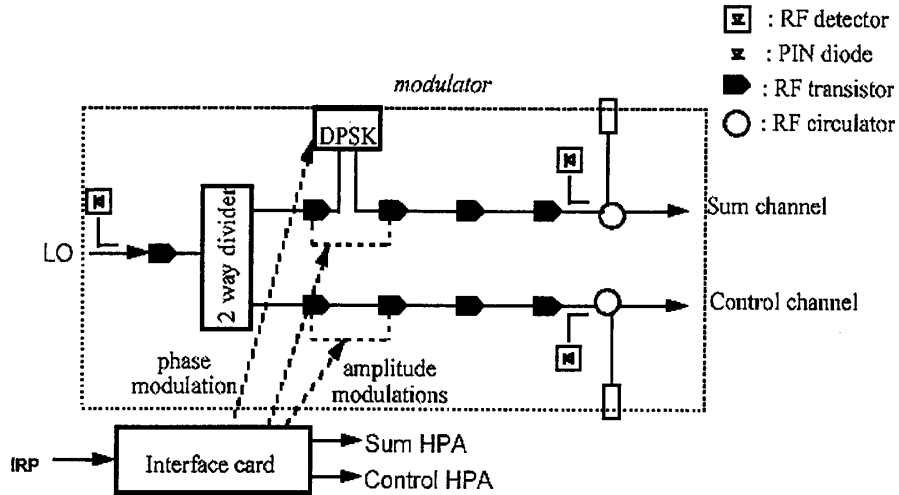 : RF detector
: PIN diode
: RF transistor
: RF circulator
modulator
DPSK
Sum channel
LO
2 way divider
Control channel
phase
modulation
amplitude
modulations
IRP
Interface card
Sum HPA
Control HPA